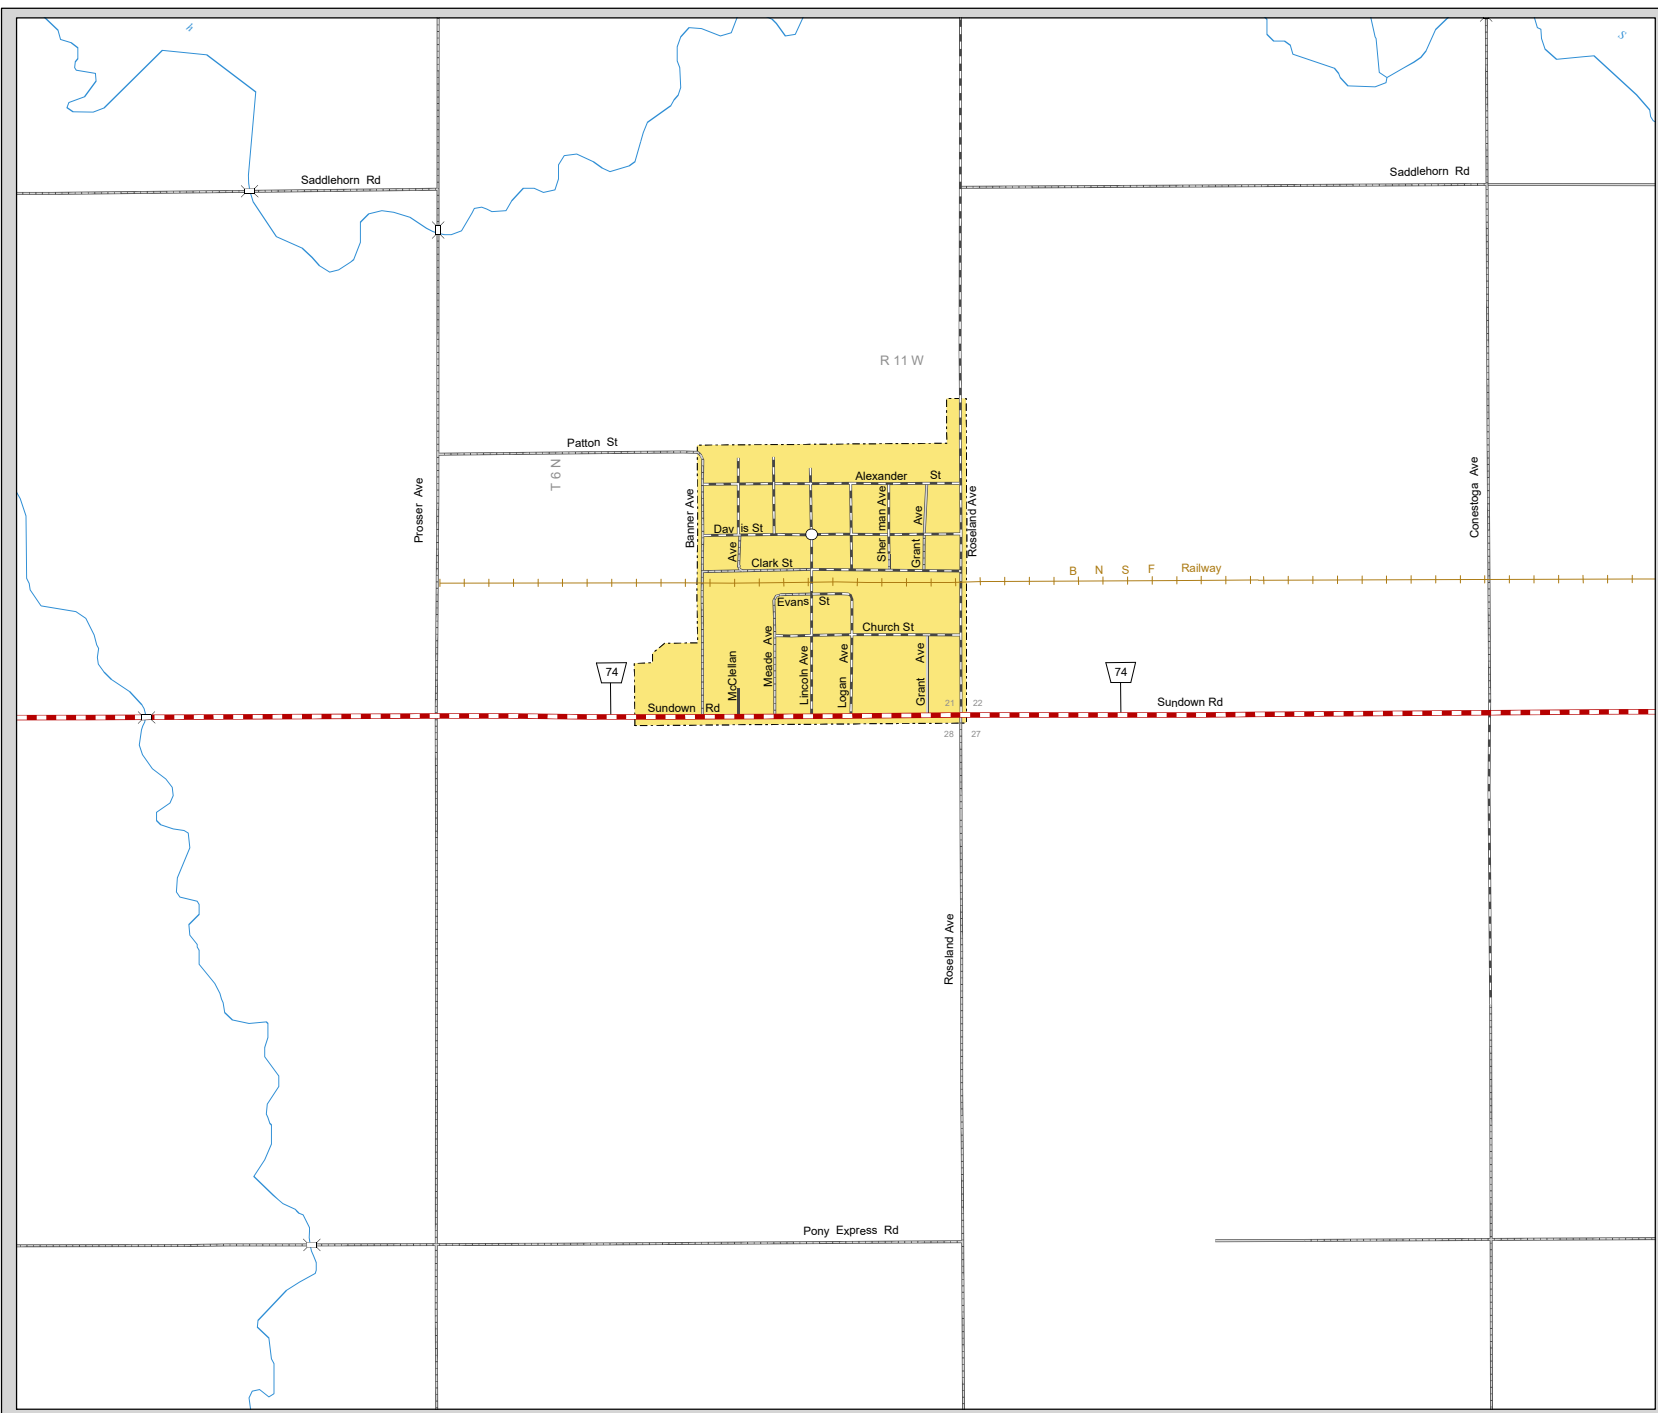 h
S
Saddlehorn Rd
Saddlehorn Rd
R 11 W
Patton St
T 6 N
Prosser Ave
Banner Ave
Alexander St
Sherman Ave
Grant Ave
Roseland Ave
Conestoga Ave
Davis St
Ave
Clark St
B N S F Railway
Evans St
Church St
McClellan
Meade Ave
Lincoln Ave
Logan Ave
Grant Ave
74
74
Sundown Rd
Sundown Rd
21 22
28 27
Roseland Ave
Pony Express Rd